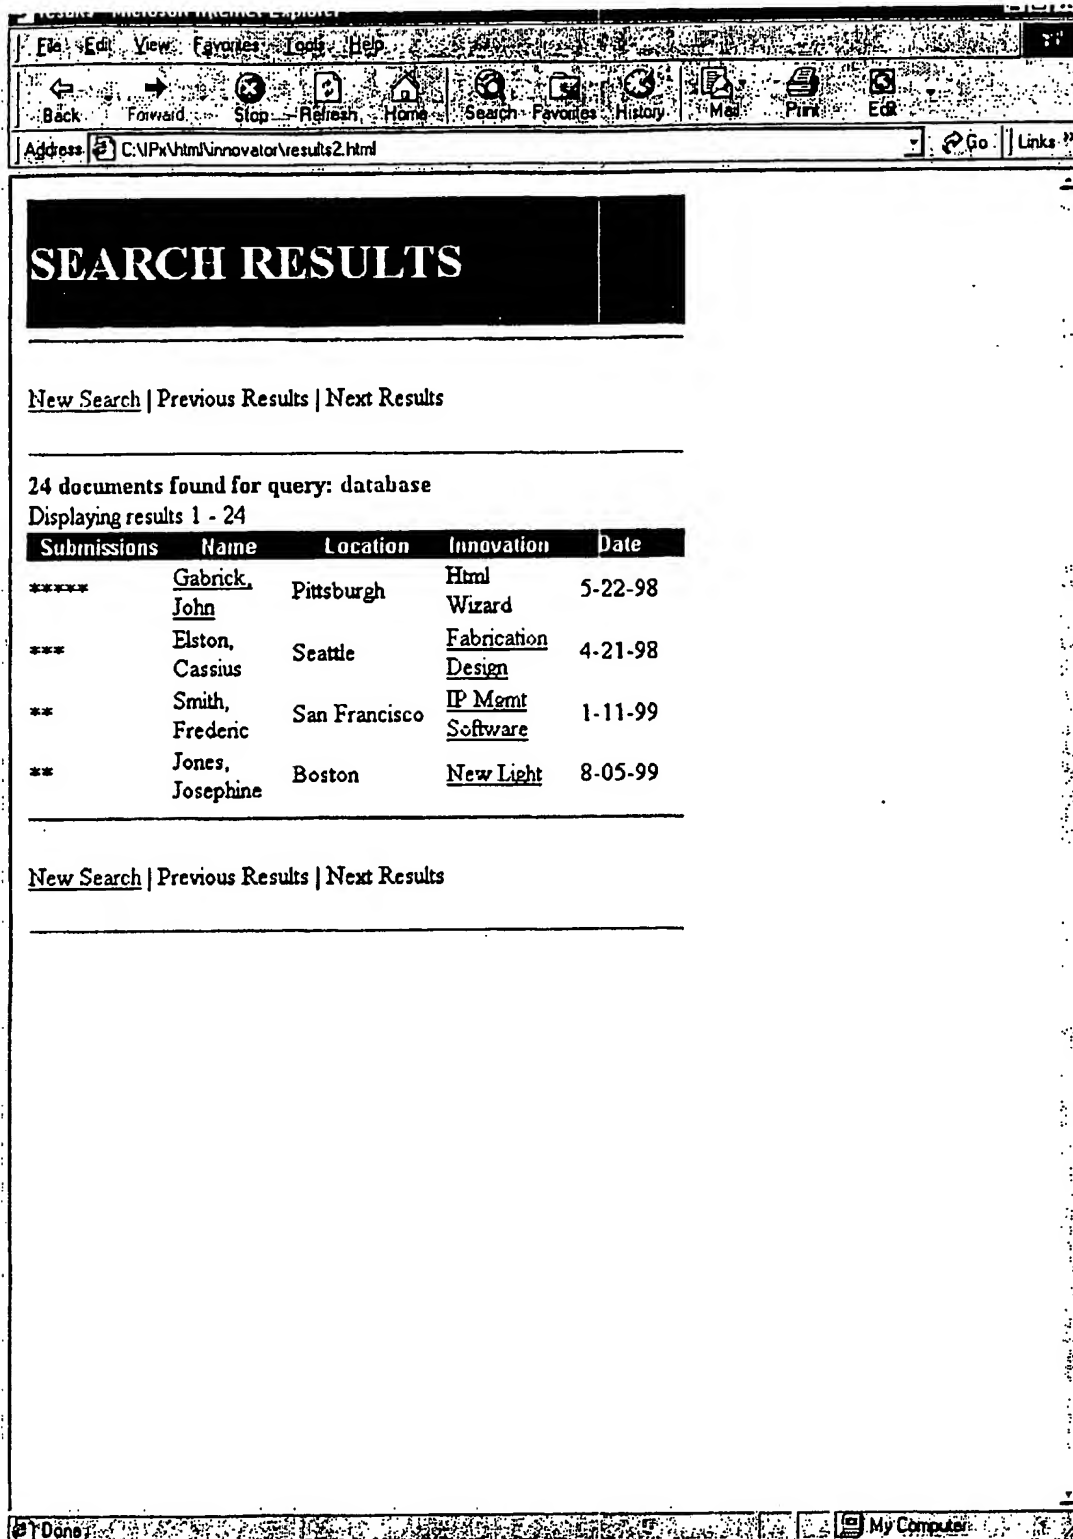 Results - Microsoft Internet Explorer
File Edit View Favorites Tools Help
Back Forward Stop Refresh Home Search Favorites History Mail Print Edit
Address C:\IPx\html\innovator\results2.html Go Links »
SEARCH RESULTS
New Search | Previous Results | Next Results
24 documents found for query: database
Displaying results 1 - 24
Submissions Name Location Innovation Date
***** Gabrick, John Pittsburgh Html Wizard 5-22-98
*** Elston, Cassius Seattle Fabrication Design 4-21-98
** Smith, Frederic San Francisco IP Mgmt Software 1-11-99
** Jones, Josephine Boston New Light 8-05-99
New Search | Previous Results | Next Results
Done My Computer